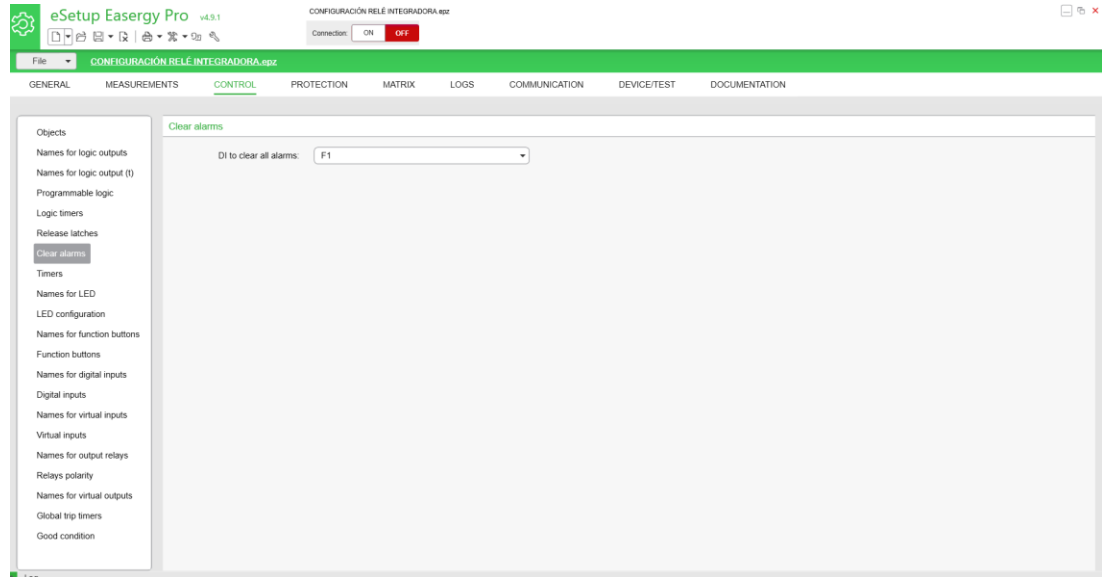 eSetup Easergy Pro v4.9.1
CONFIGURACIÓN RELÉ INTEGRADORA.epz
Connection: ON OFF
File CONFIGURACIÓN RELÉ INTEGRADORA.epz
GENERAL MEASUREMENTS CONTROL PROTECTION MATRIX LOGS COMMUNICATION DEVICE/TEST DOCUMENTATION
Objects
Names for logic outputs
Names for logic output (t)
Programmable logic
Logic timers
Release latches
Clear alarms
Timers
Names for LED
LED configuration
Names for function buttons
Function buttons
Names for digital inputs
Digital inputs
Names for virtual inputs
Virtual inputs
Names for output relays
Relays polarity
Names for virtual outputs
Global trip timers
Good condition
Clear alarms
DI to clear all alarms: F1